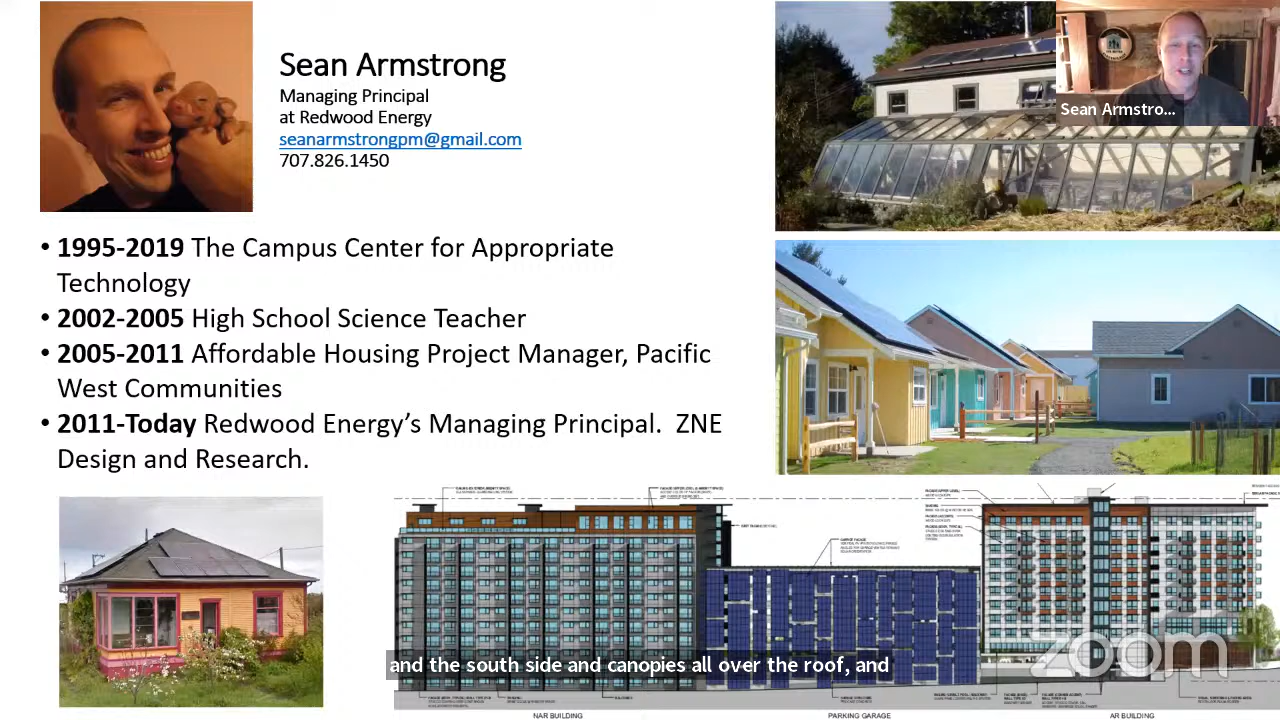 Sean Armstrong
Managing Principal
at Redwood Energy
seanarmstrongpm@gmail.com
707.826.1450
Sean Armstro...
• 1995-2019 The Campus Center for Appropriate
Technology
• 2002-2005 High School Science Teacher
• 2005-2011 Affordable Housing Project Manager, Pacific
West Communities
• 2011-Today Redwood Energy’s Managing Principal. ZNE
Design and Research.
and the south side and canopies all over the roof, and
zoom
NAR BUILDING
PARKING GARAGE
AR BUILDING